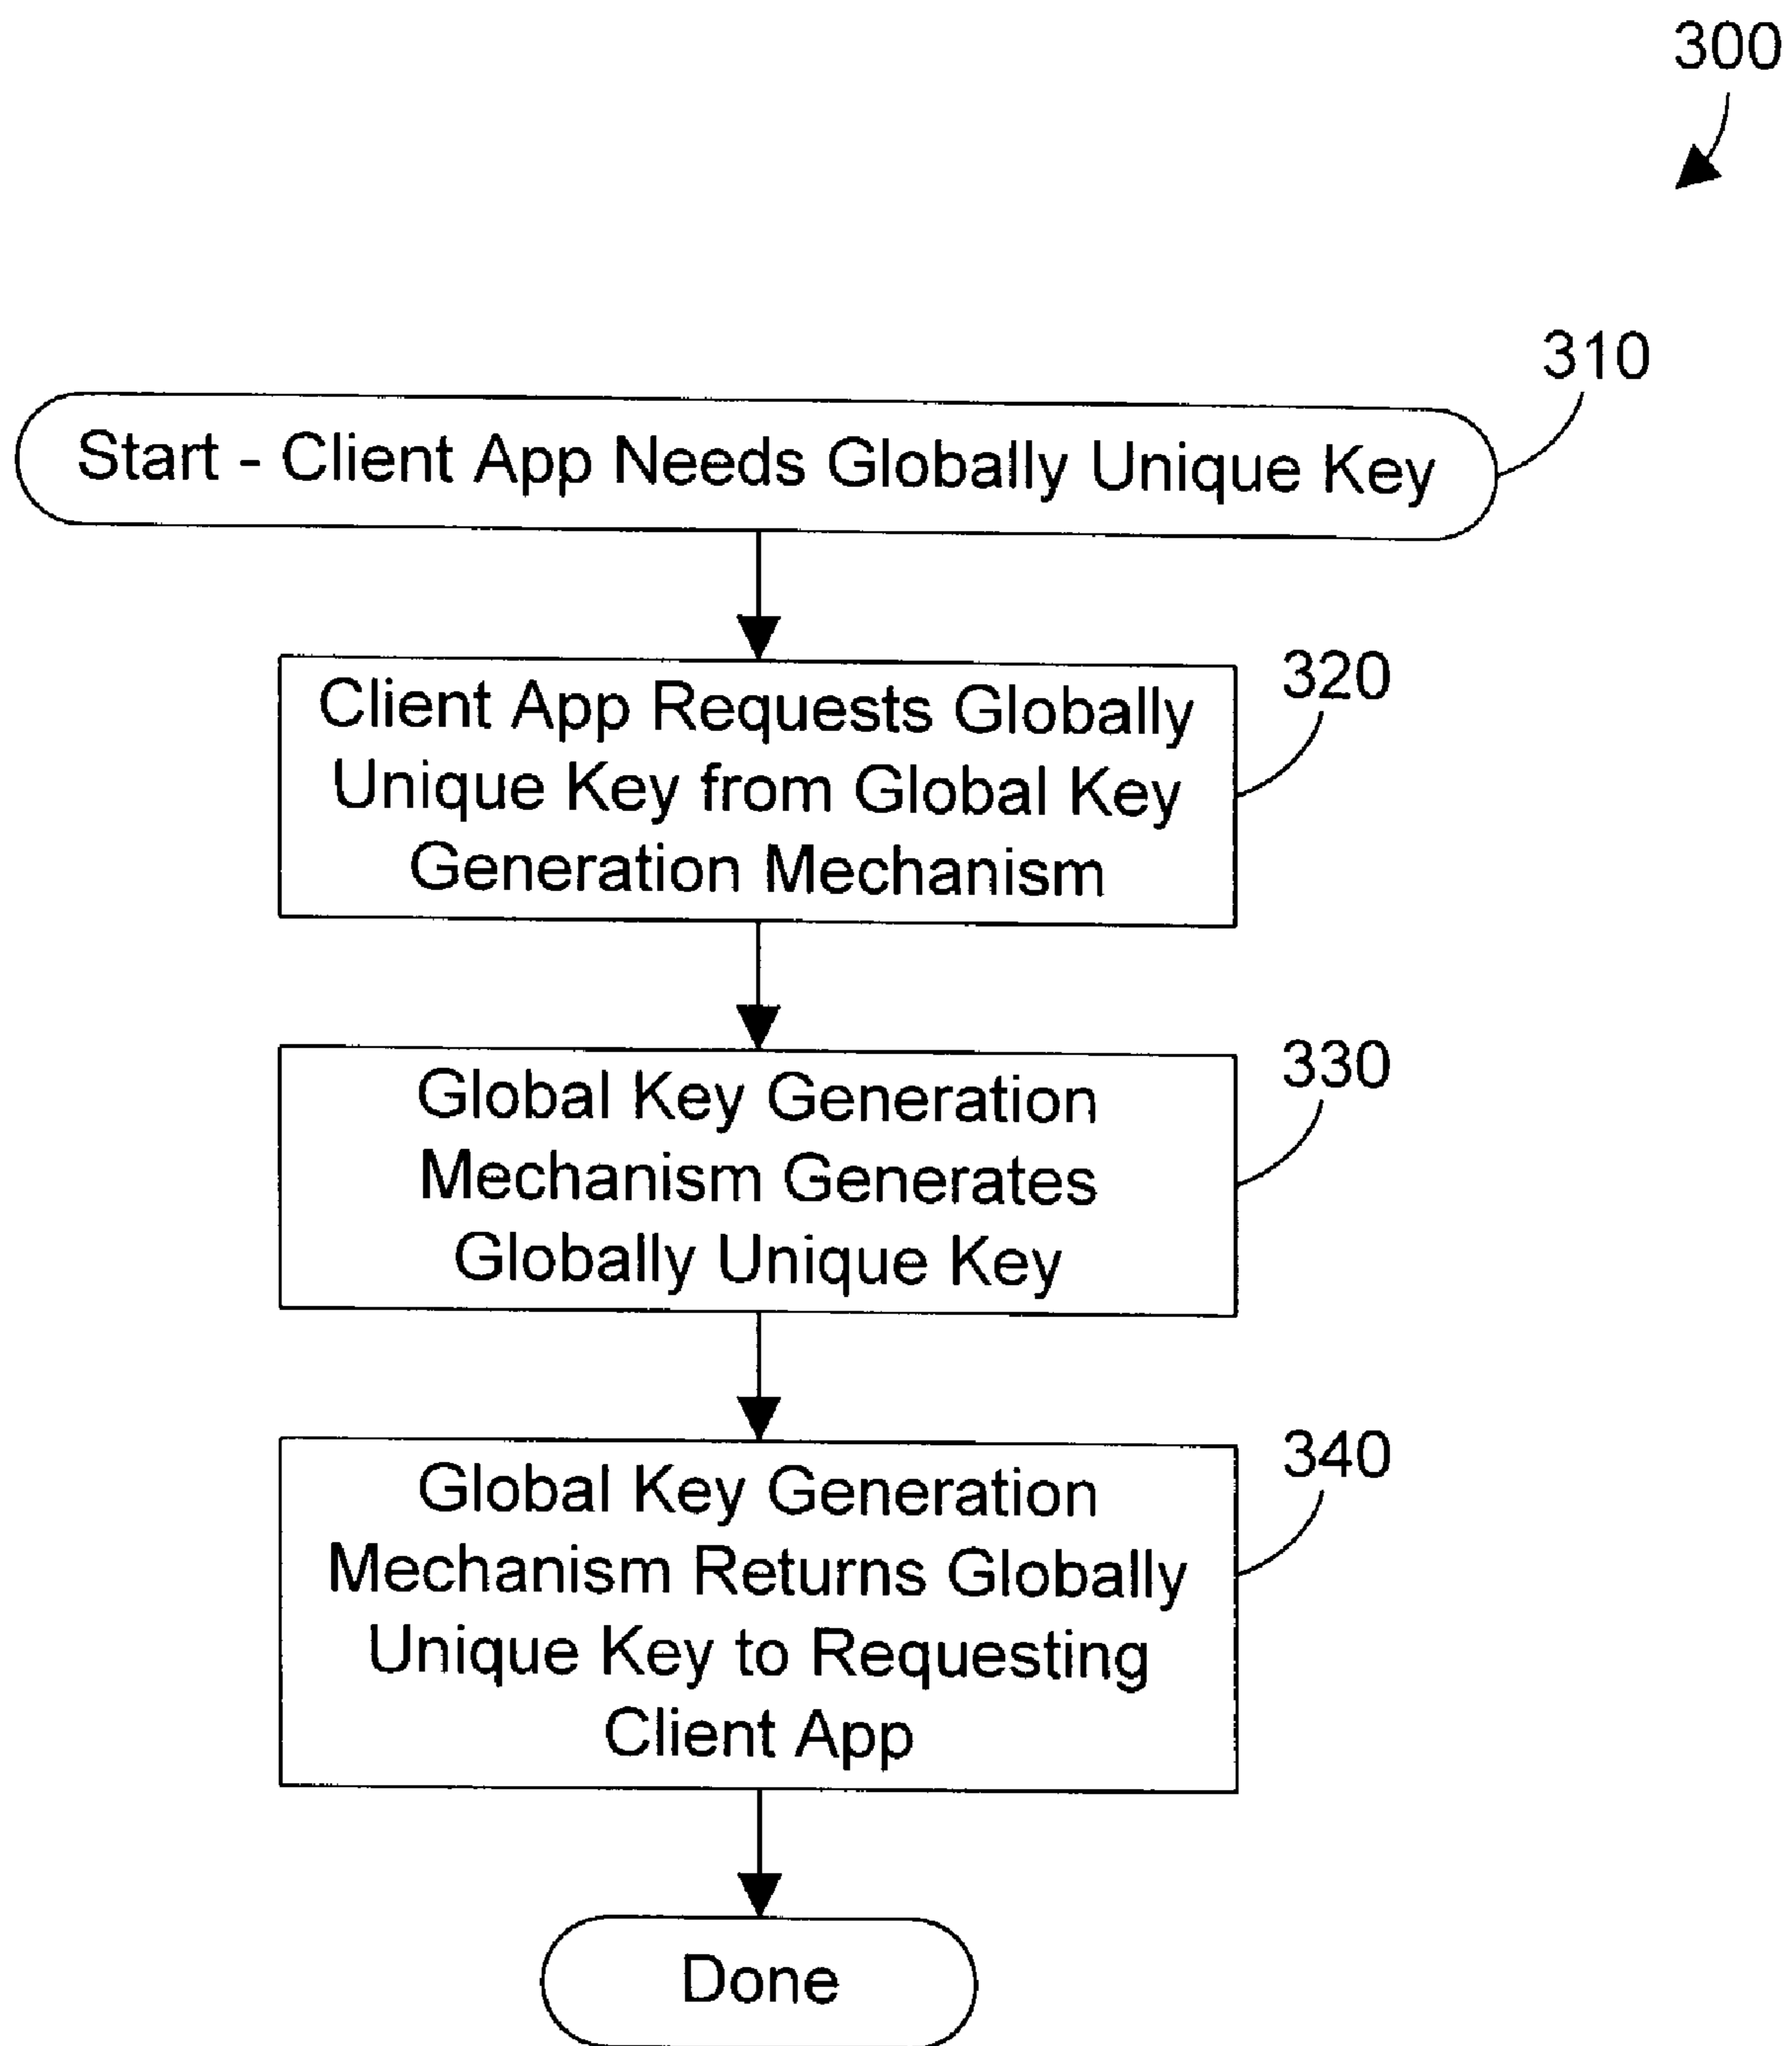 300
310
Start - Client App Needs Globally Unique Key
320
Client App Requests Globally
Unique Key from Global Key
Generation Mechanism
330
Global Key Generation
Mechanism Generates
Globally Unique Key
340
Global Key Generation
Mechanism Returns Globally
Unique Key to Requesting
Client App
Done